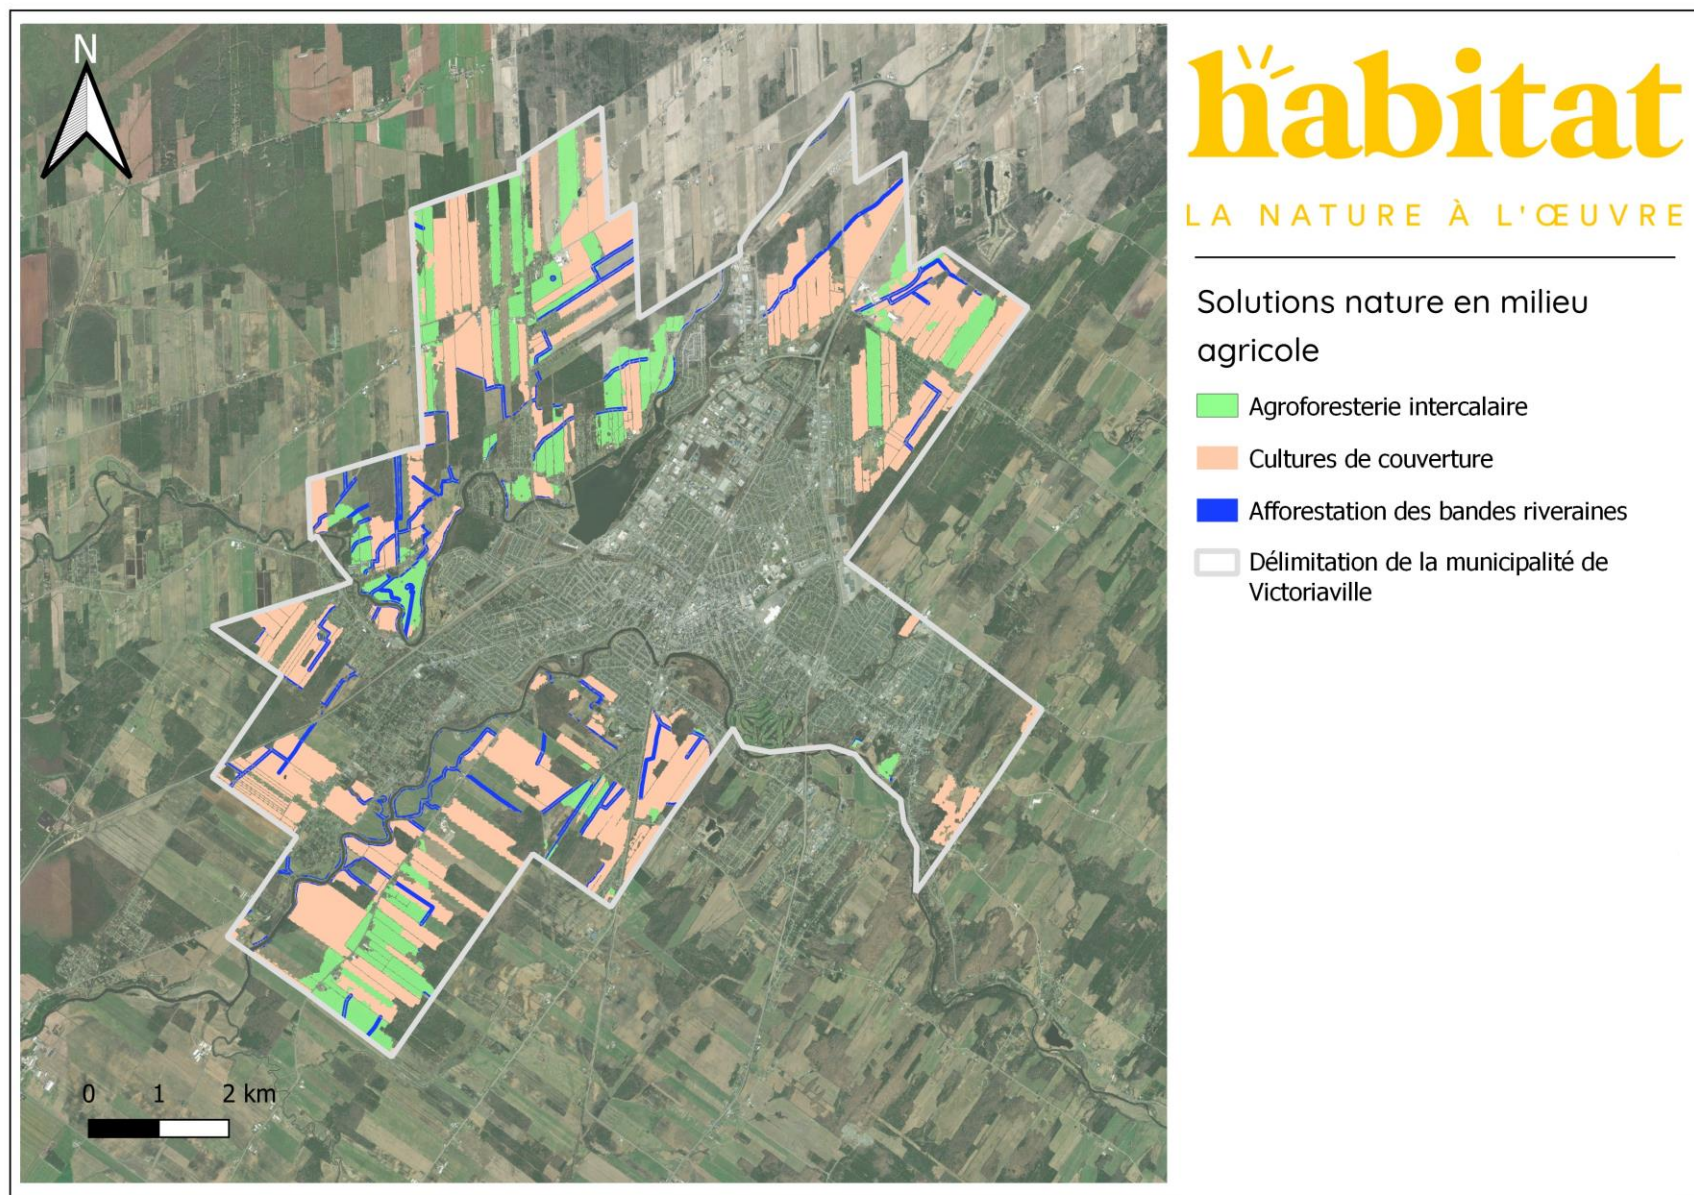 N
habitat
LA NATURE À L'ŒUVRE
Solutions nature en milieu
agricole
Agroforesterie intercalaire
Cultures de couverture
Afforestation des bandes riveraines
Délimitation de la municipalité de
Victoriaville
0 1 2 km